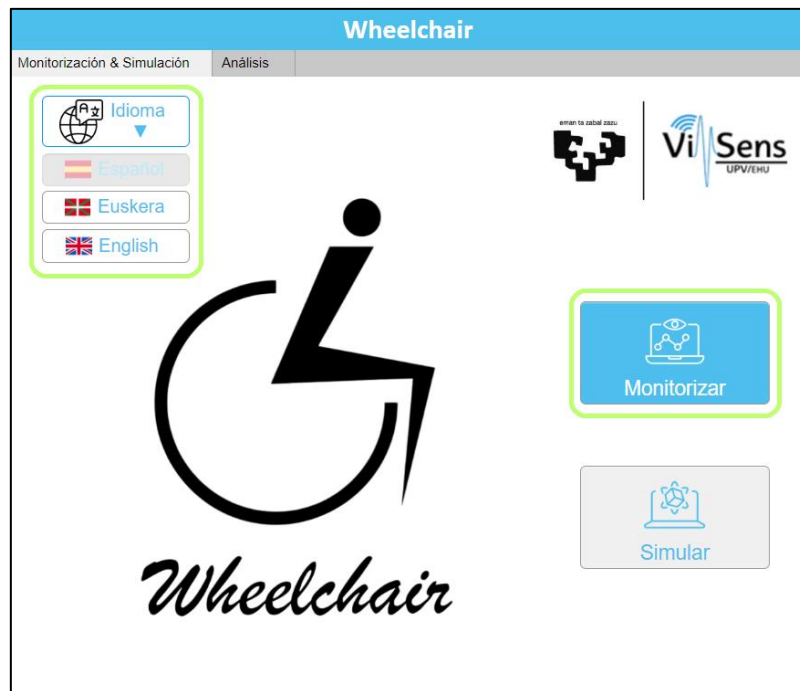 Wheelchair
Monitorización & Simulación
Análisis
Idioma
Español
Euskera
English
eman ta zabal zazu
ViSens
UPV/EHU
Monitorizar
Simular
Wheelchair